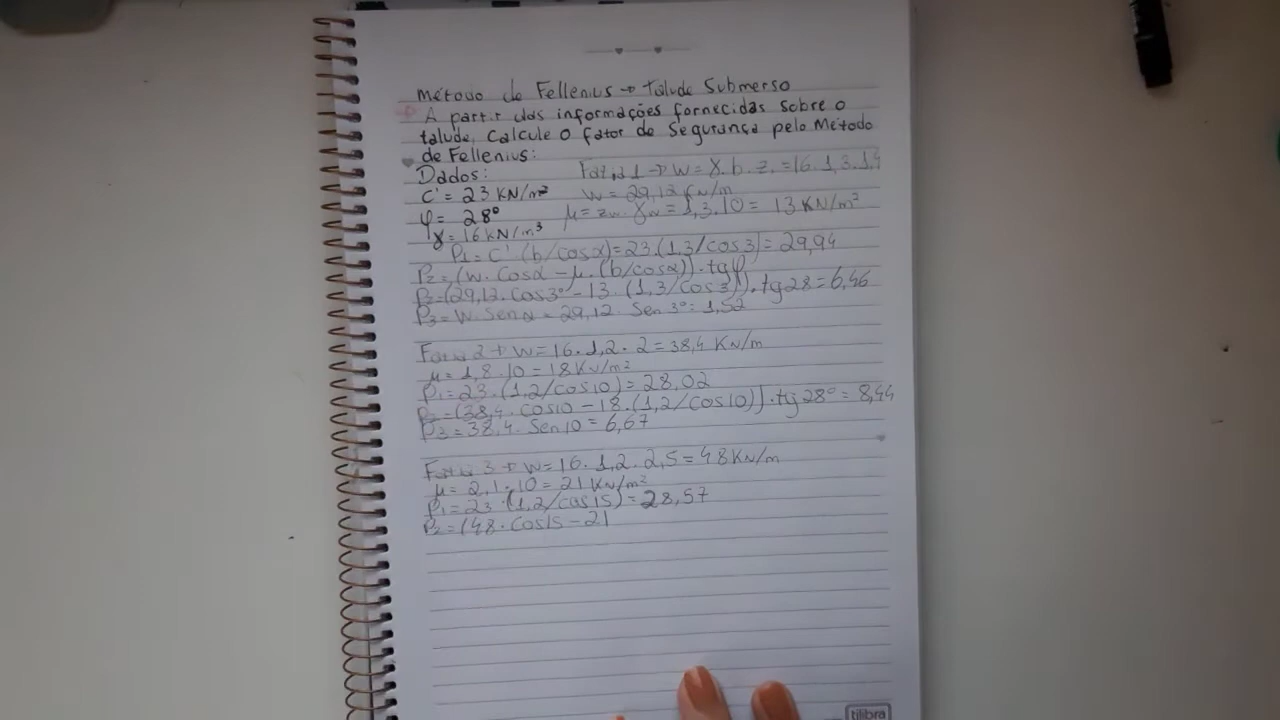 Método de Fellenius → Talude Submerso
A partir das informações fornecidas sobre o
talude, Calcule o fator de Segurança pelo Método
de Fellenius:
Dados:
C' = 23 KN/m²
φ = 28°
γ = 16 KN/m³
Fatia 1 → W = γ. b. z. = 16. 1,3. 1,4
W = 29,12 KN/m
μ = zw. γw = 1,3. 10 = 13 KN/m²
P1 = C' (b/cosα) = 23. (1,3/cos3) = 29,94
P2 = (W. Cosα - μ. (b/cosα)). tgφ
P2 = (29,12. Cos3° - 13. (1,3/cos3)). tg28 = 6,46
P3 = W. Senα = 29,12. Sen 3° = 1,52
Fatia 2 → W = 16. 1,2. 2 = 38,4 KN/m
μ = 1,8. 10 = 18 KN/m²
P1 = 23. (1,2/cos10) = 28,02
P2 = (38,4. cos10 - 18. (1,2/cos10)). tg28° = 8,44
P3 = 38,4. Sen10 = 6,67
Fatia 3 → W = 16. 1,2. 2,5 = 48 KN/m
μ = 2,1. 10 = 21 KN/m²
P1 = 23. (1,2/cos15) = 28,57
P2 = (48. Cos15 - 21
tilibra